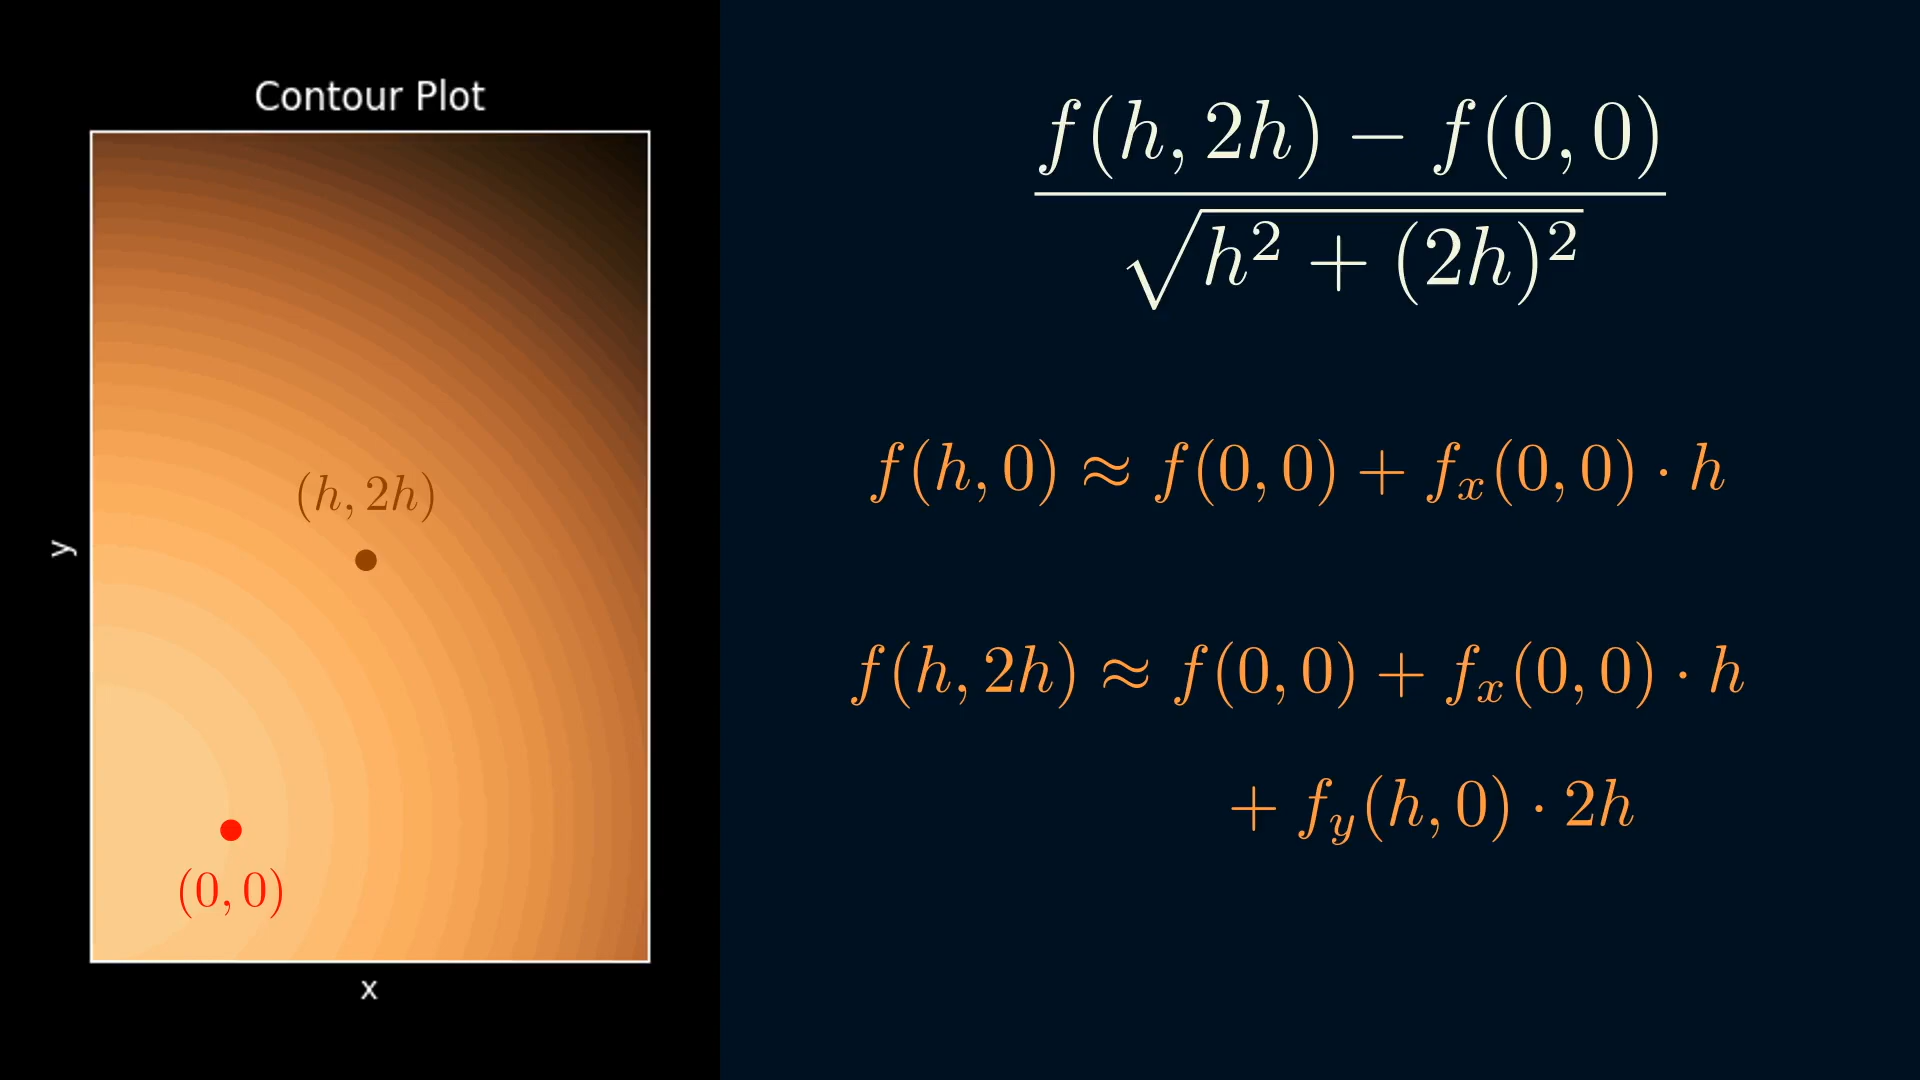 Contour Plot
(h, 2h)
y
(0, 0)
x
f(h, 2h) − f(0, 0)
√h² + (2h)²
f(h, 0) ≈ f(0, 0) + fₓ(0, 0) · h
f(h, 2h) ≈ f(0, 0) + fₓ(0, 0) · h
+ f_y(h, 0) · 2h